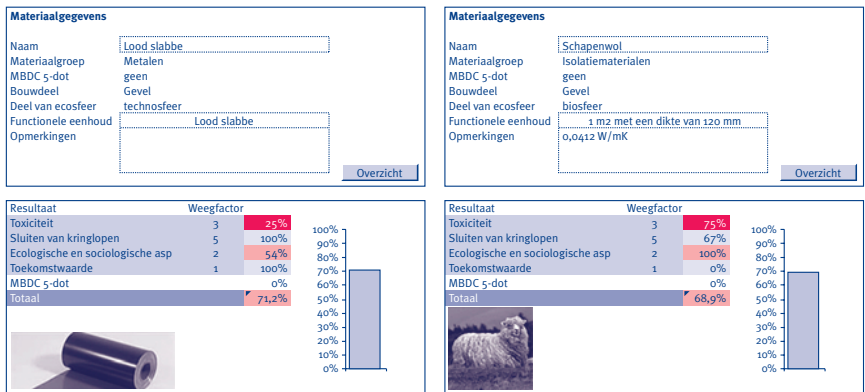 Materiaalgegevens
Naam Lood slabbe
Materiaalgroep Metalen
MBDC 5-dot geen
Bouwdeel Gevel
Deel van ecosfeer technosfeer
Functionele eenhoud Lood slabbe
Opmerkingen
Overzicht
Resultaat Weegfactor
Toxiciteit 3 25%
Sluiten van kringlopen 5 100%
Ecologische en sociologische asp 2 54%
Toekomstwaarde 1 100%
MBDC 5-dot 0%
Totaal 71,2%
100%
90%
80%
70%
60%
50%
40%
30%
20%
10%
0%
Materiaalgegevens
Naam Schapenwol
Materiaalgroep Isolatiematerialen
MBDC 5-dot geen
Bouwdeel Gevel
Deel van ecosfeer biosfeer
Functionele eenhoud 1 m2 met een dikte van 120 mm
Opmerkingen 0,0412 W/mK
Overzicht
Resultaat Weegfactor
Toxiciteit 3 75%
Sluiten van kringlopen 5 67%
Ecologische en sociologische asp 2 100%
Toekomstwaarde 1 0%
MBDC 5-dot 0%
Totaal 68,9%
100%
90%
80%
70%
60%
50%
40%
30%
20%
10%
0%